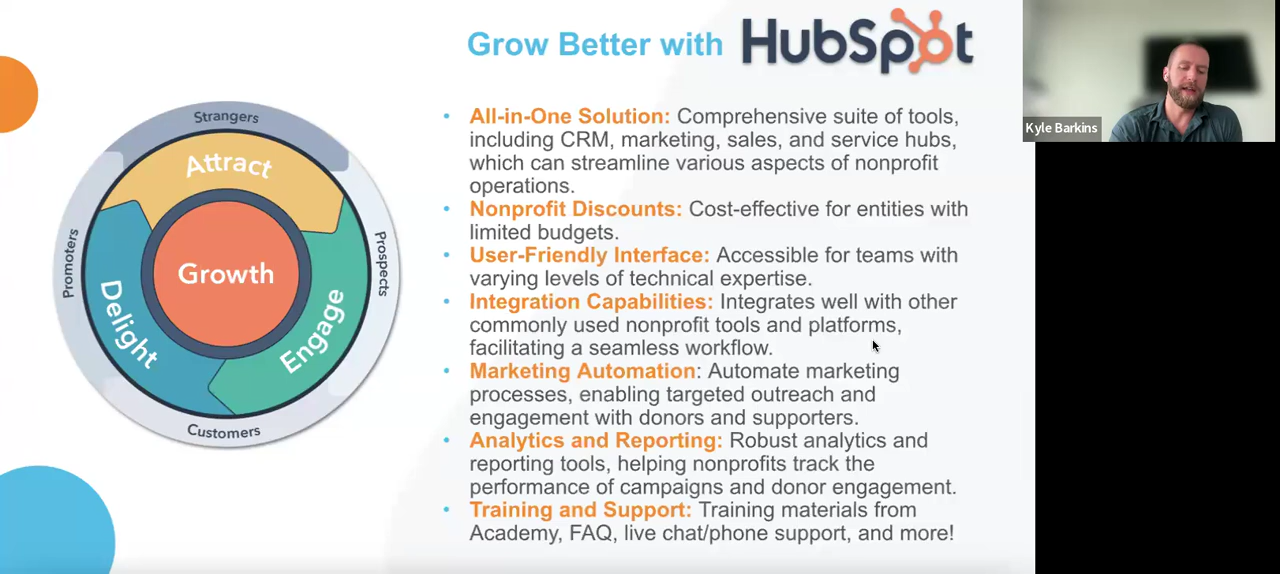 Grow Better with HubSpot
Strangers
Attract
Promoters
Growth
Prospects
Delight
Engage
Customers
• All-in-One Solution: Comprehensive suite of tools,
including CRM, marketing, sales, and service hubs,
which can streamline various aspects of nonprofit
operations.
• Nonprofit Discounts: Cost-effective for entities with
limited budgets.
• User-Friendly Interface: Accessible for teams with
varying levels of technical expertise.
• Integration Capabilities: Integrates well with other
commonly used nonprofit tools and platforms,
facilitating a seamless workflow.
• Marketing Automation: Automate marketing
processes, enabling targeted outreach and
engagement with donors and supporters.
• Analytics and Reporting: Robust analytics and
reporting tools, helping nonprofits track the
performance of campaigns and donor engagement.
• Training and Support: Training materials from
Academy, FAQ, live chat/phone support, and more!
Kyle Barkins